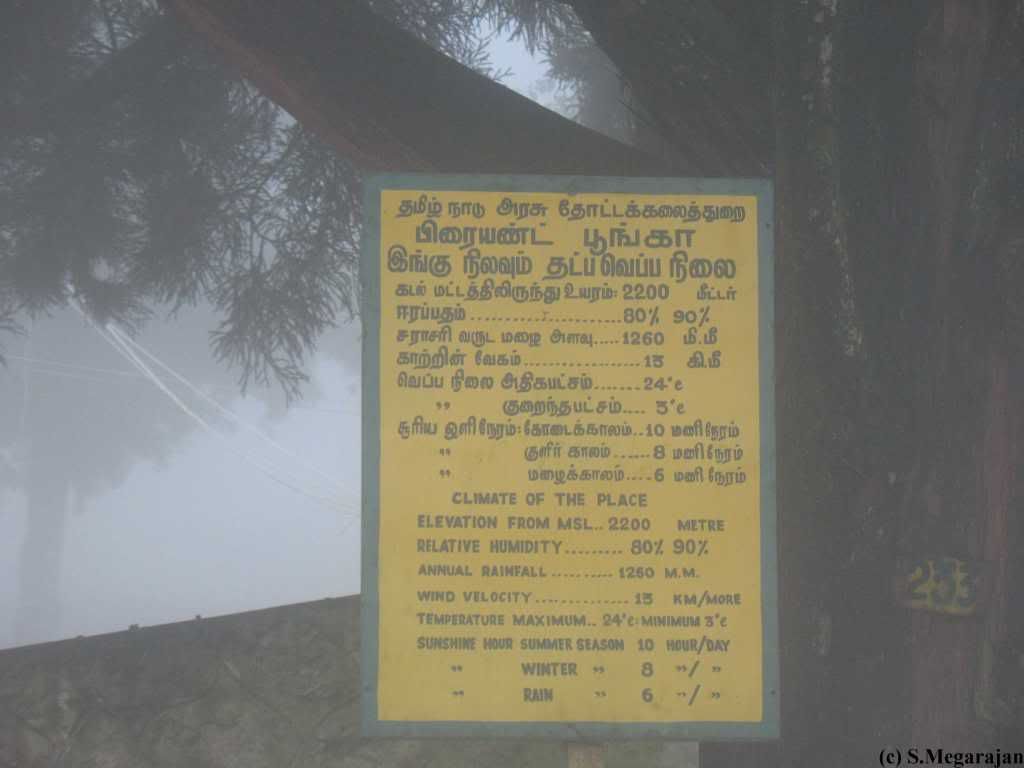 தமிழ் நாடு அரசு தோட்டக்கலைத்துறை
பிரையண்ட் பூங்கா
இங்கு நிலவும் தட்பவெப்ப நிலை
கடல் மட்டத்திலிருந்து உயரம்: 2200 மீட்டர்
ஈரப்பதம் ........................ 80% 90%
சராசரி வருட மழை அளவு..... 1260 மி.மீ
காற்றின் வேகம்................. 13 கி.மீ
வெப்ப நிலை அதிகபட்சம்....... 24°c
" குறைந்தபட்சம்.... 3°c
சூரிய ஒளிநேரம்: கோடைக்காலம்.. 10 மணிநேரம்
" குளிர் காலம்...... 8 மணிநேரம்
" மழைக்காலம்.... 6 மணிநேரம்
CLIMATE OF THE PLACE
ELEVATION FROM MSL.. 2200 METRE
RELATIVE HUMIDITY......... 80% 90%
ANNUAL RAINFALL .......... 1260 M.M.
WIND VELOCITY .............. 13 KM/MORE
TEMPERATURE MAXIMUM.. 24°c: MINIMUM 3°c
SUNSHINE HOUR SUMMER SEASON 10 HOUR/DAY
" WINTER " 8 "/ "
" RAIN " 6 "/ "
233
(c) S.Megarajan